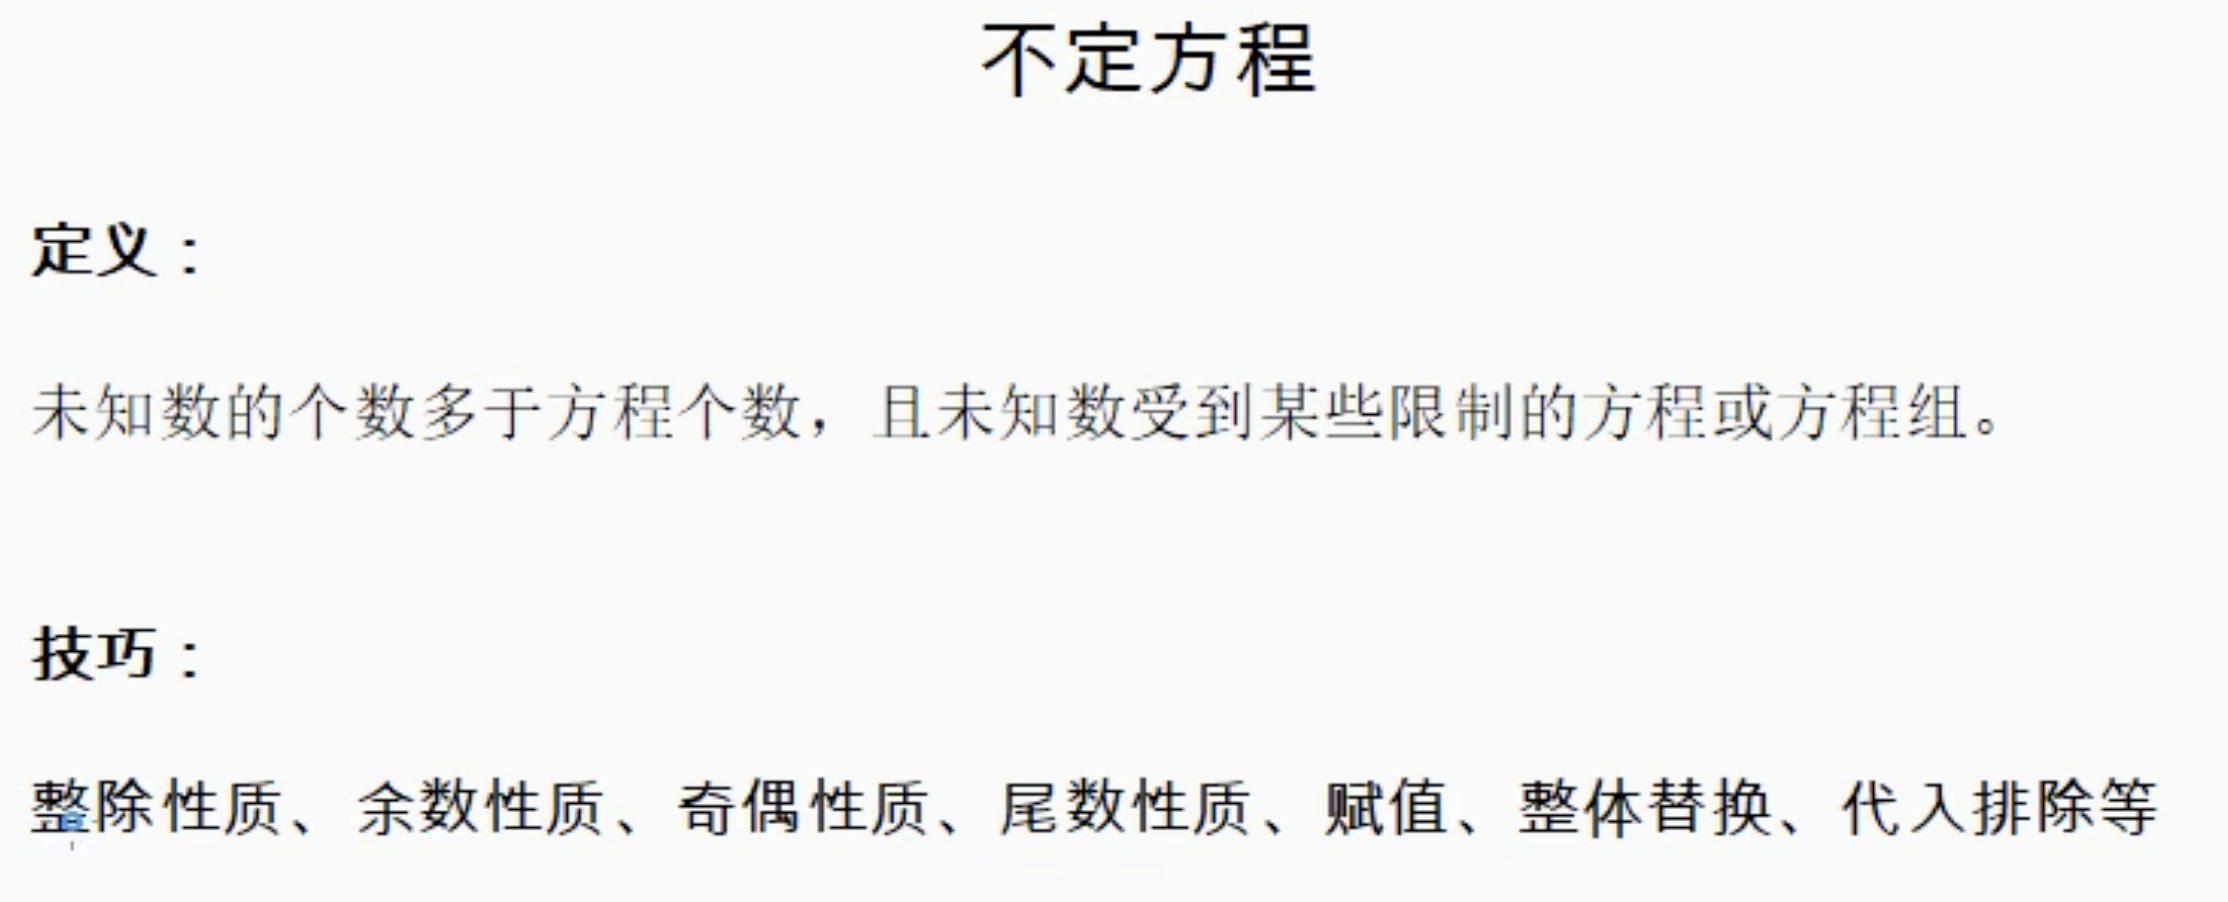 不定方程
定义：
未知数的个数多于方程个数，且未知数受到某些限制的方程或方程组。
技巧：
整除性质、余数性质、奇偶性质、尾数性质、赋值、整体替换、代入排除等